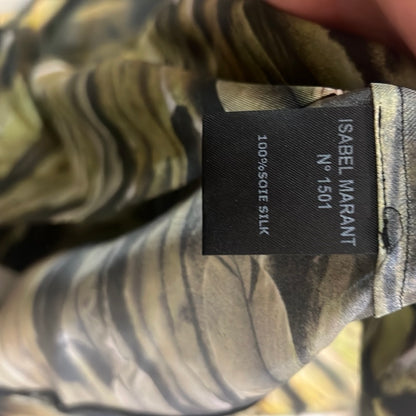 ISABEL MARANT
N° 1501
100%SOIE SILK